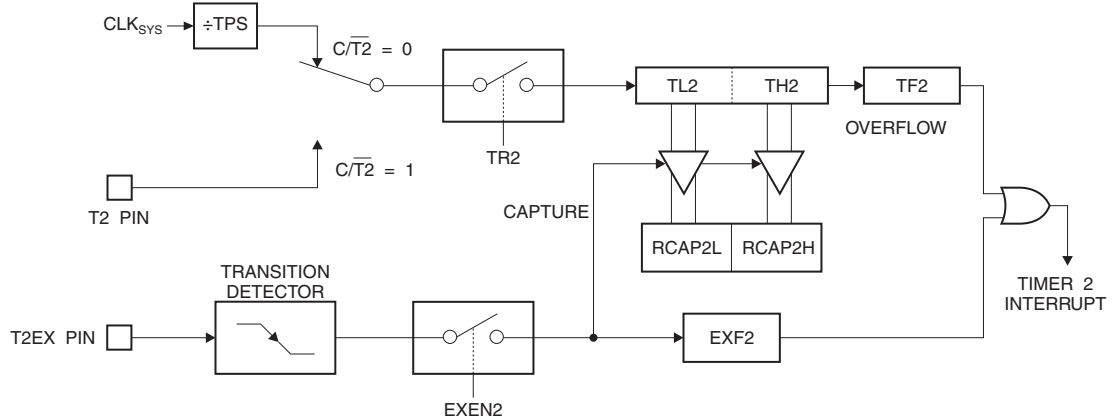 CLKSYS
÷TPS
C/T2 = 0
TL2
TH2
TF2
OVERFLOW
TR2
C/T2 = 1
T2 PIN
CAPTURE
RCAP2L
RCAP2H
TRANSITION
DETECTOR
TIMER 2
INTERRUPT
T2EX PIN
EXF2
EXEN2